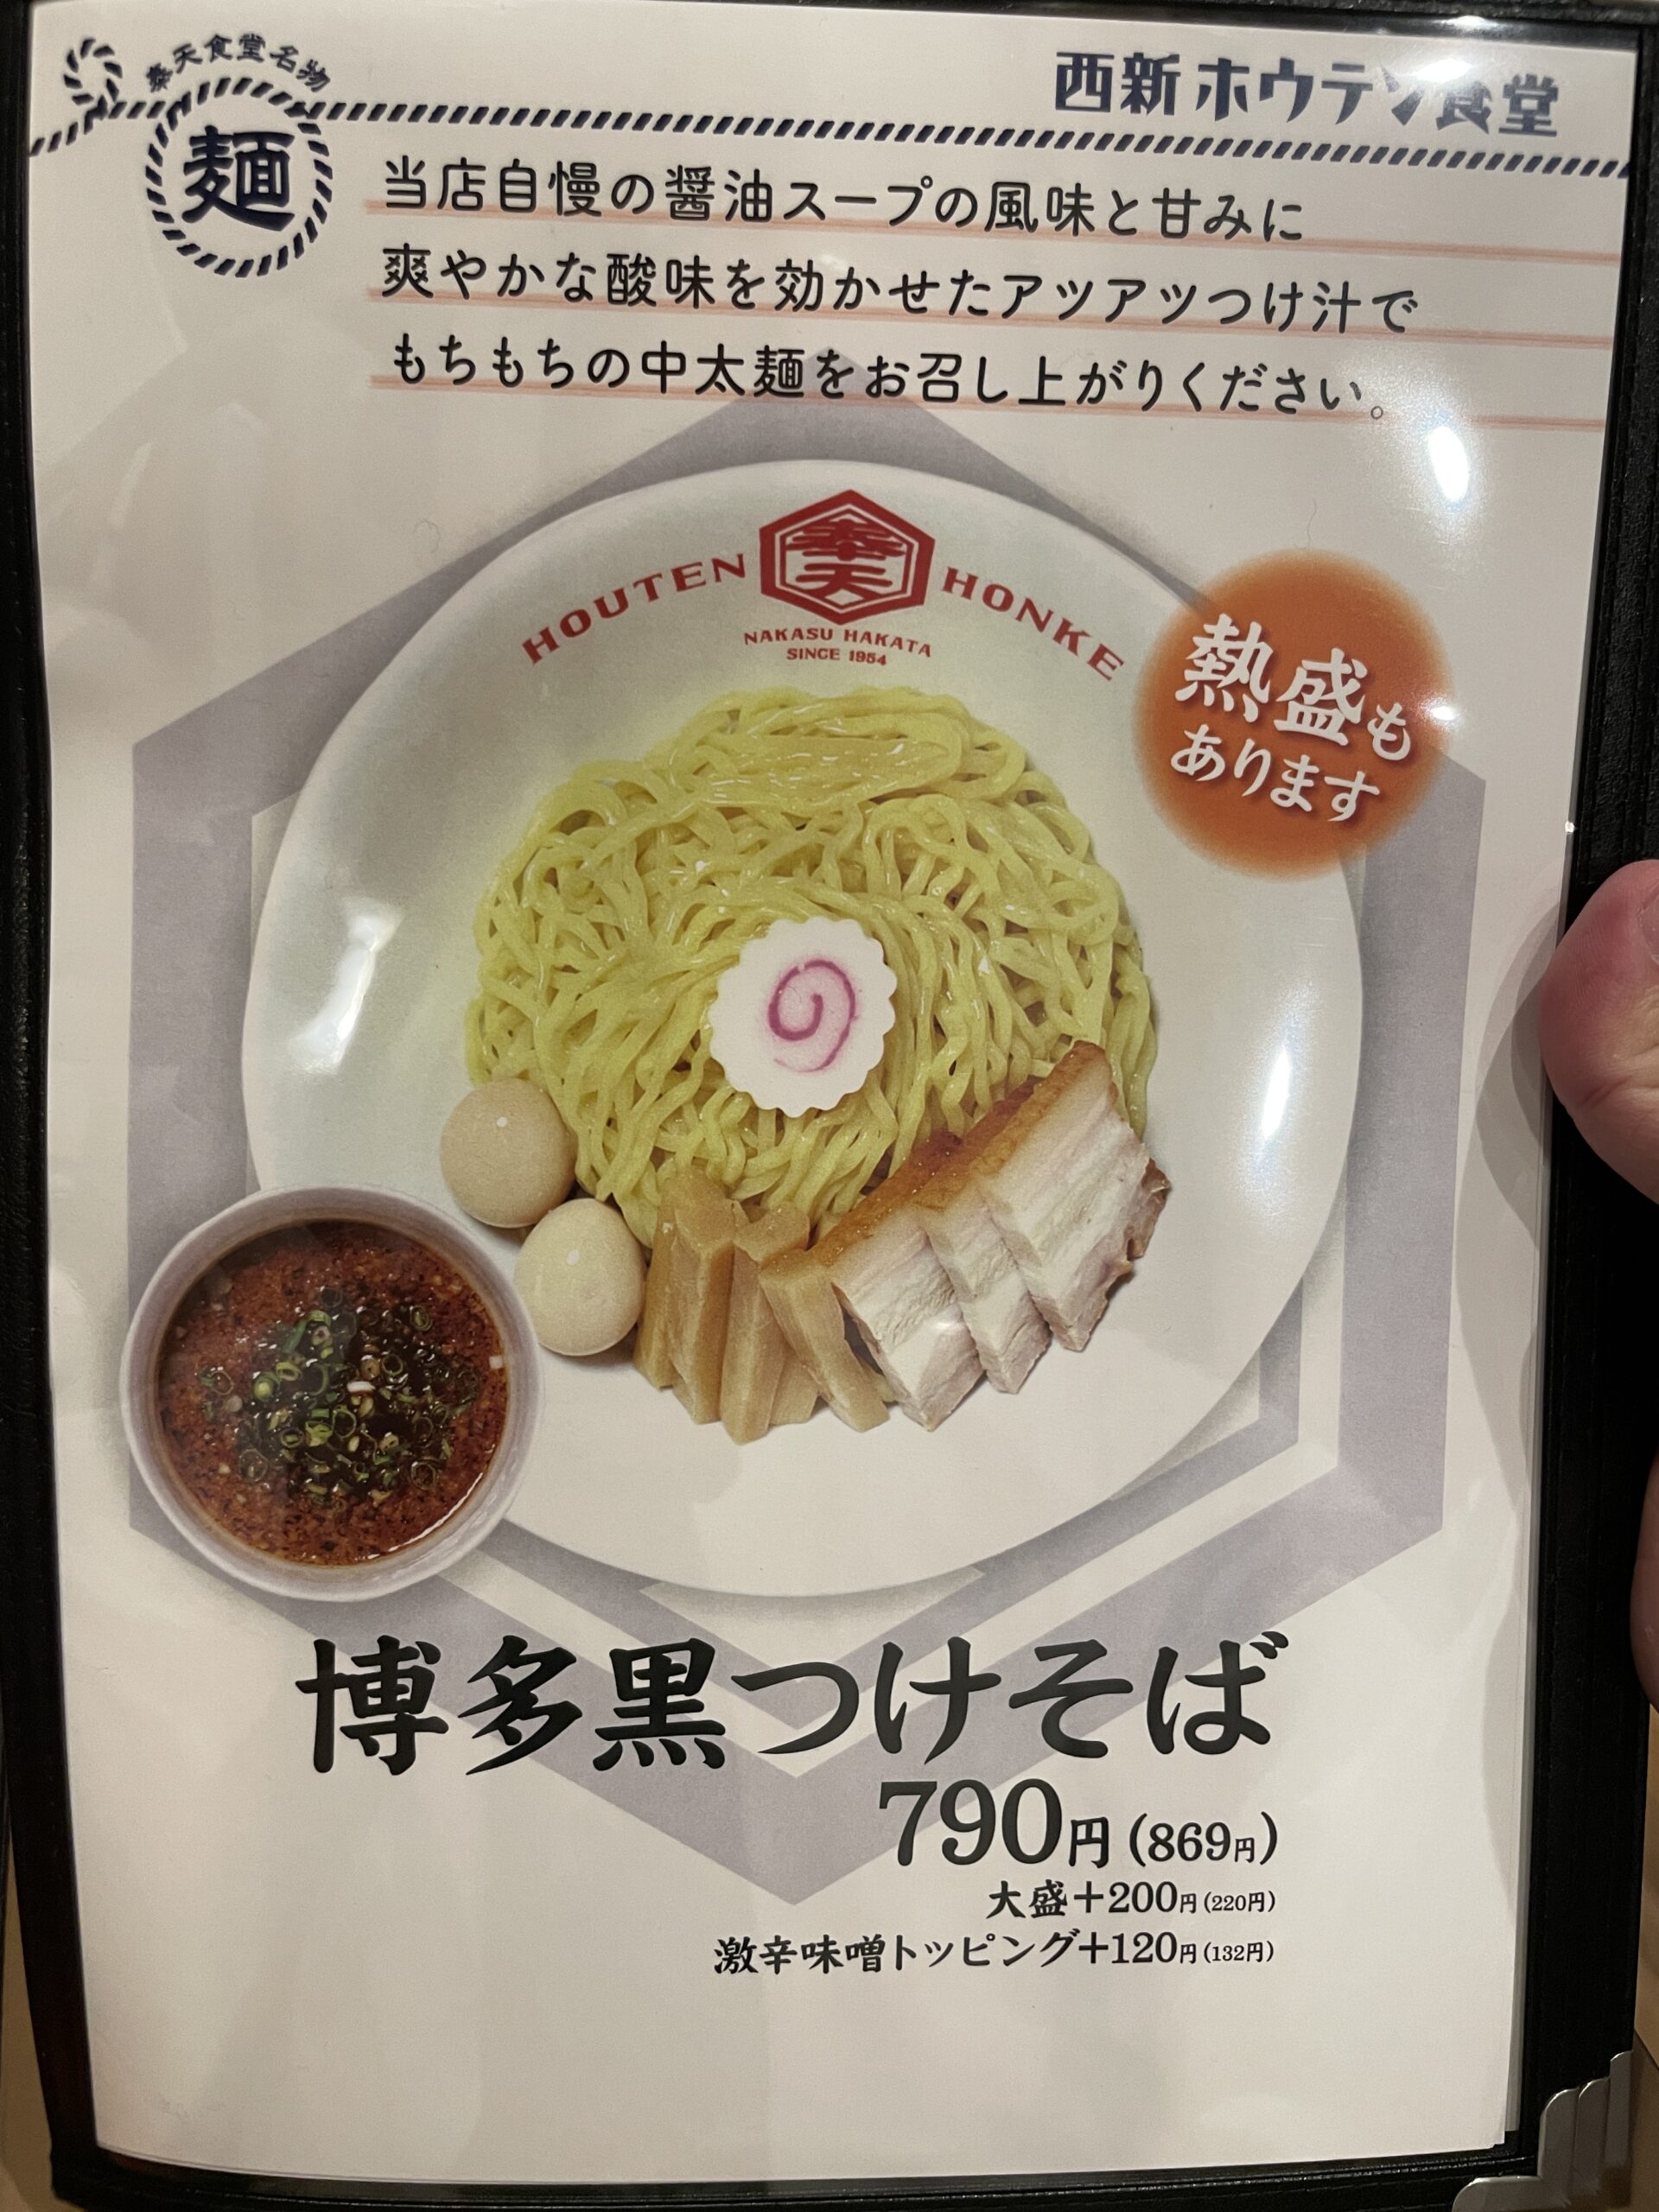 奉天食堂名物
麺
西新 ホウテン食堂
当店自慢の醤油スープの風味と甘みに
爽やかな酸味を効かせたアツアツつけ汁で
もちもちの中太麺をお召し上がりください。
HOUTEN 奉天 HONKE
NAKASU HAKATA
SINCE 1954
熱盛も
あります
博多黒つけそば
790円(869円)
大盛+200円(220円)
激辛味噌トッピング+120円(132円)